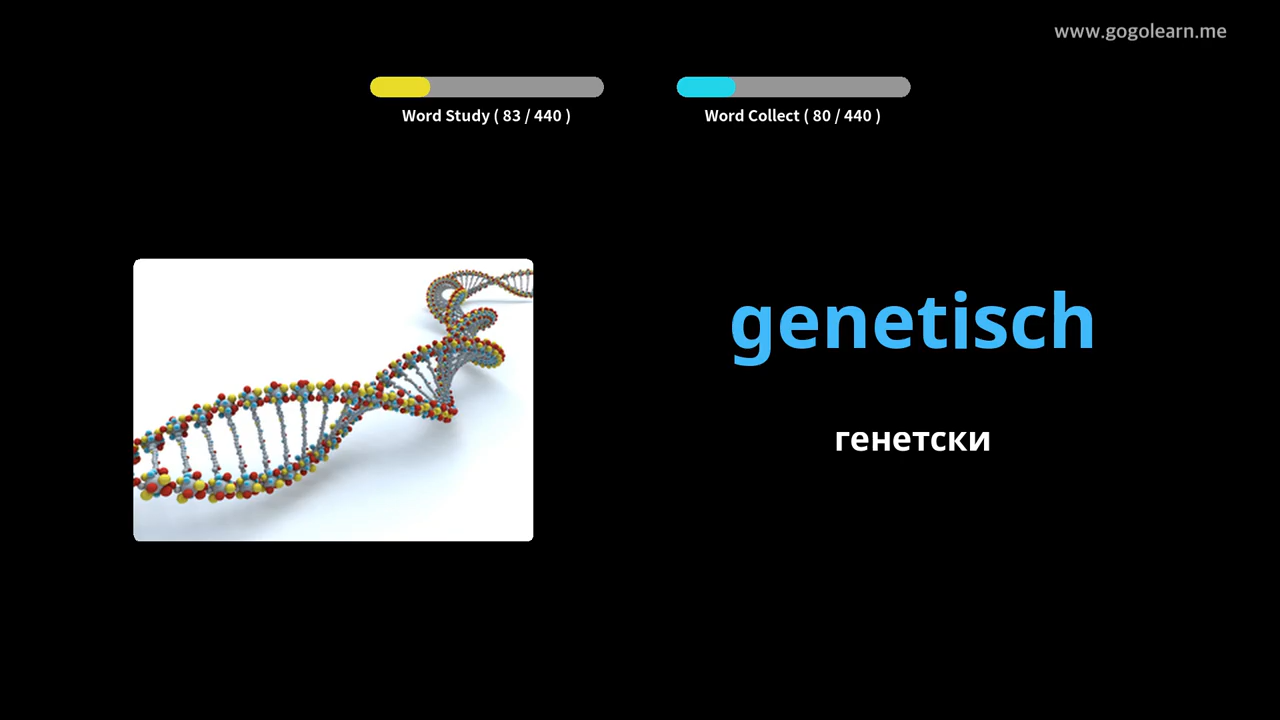 www.gogolearn.me
Word Study ( 83 / 440 )
Word Collect ( 80 / 440 )
genetisch
генетски